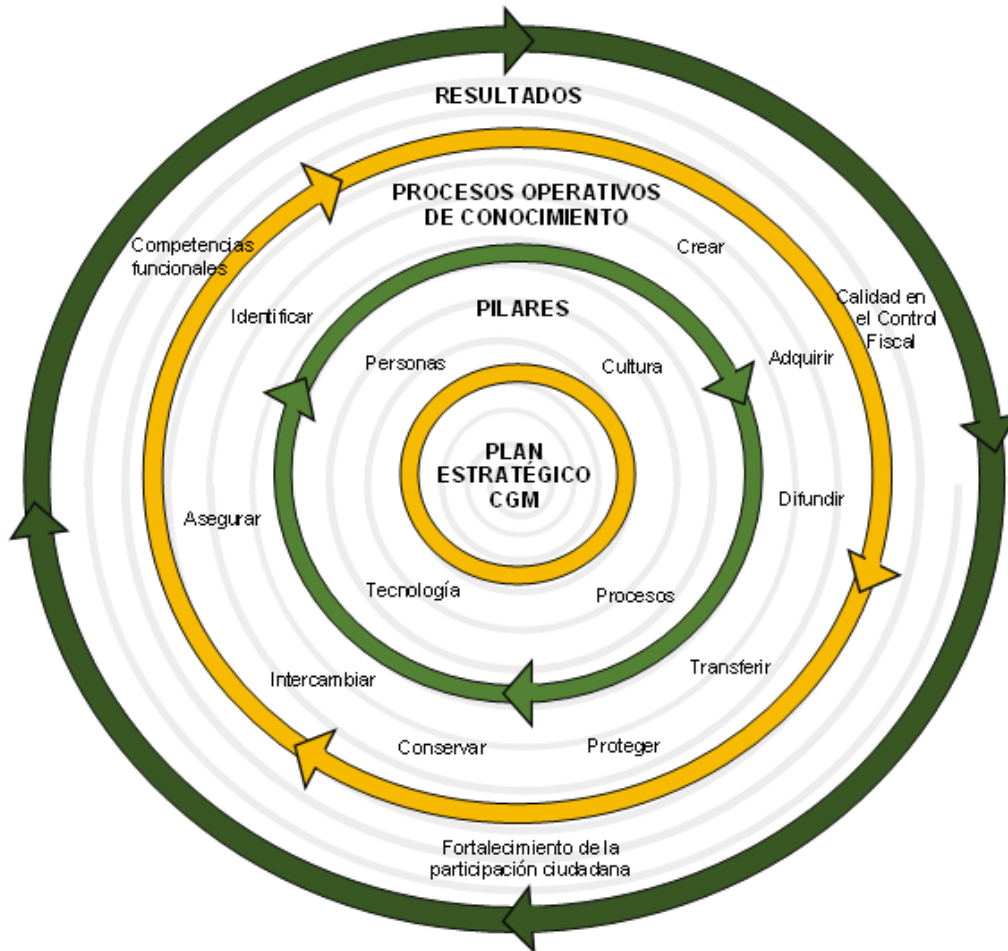 RESULTADOS
PROCESOS OPERATIVOS
DE CONOCIMIENTO
Competencias
funcionales
Crear
Calidad en
el Control
Fiscal
Identificar
PILARES
Adquirir
Personas
Cultura
PLAN
ESTRATÉGICO
CGM
Asegurar
Difundir
Tecnología
Procesos
Intercambiar
Transferir
Conservar
Proteger
Fortalecimiento de la
participación ciudadana